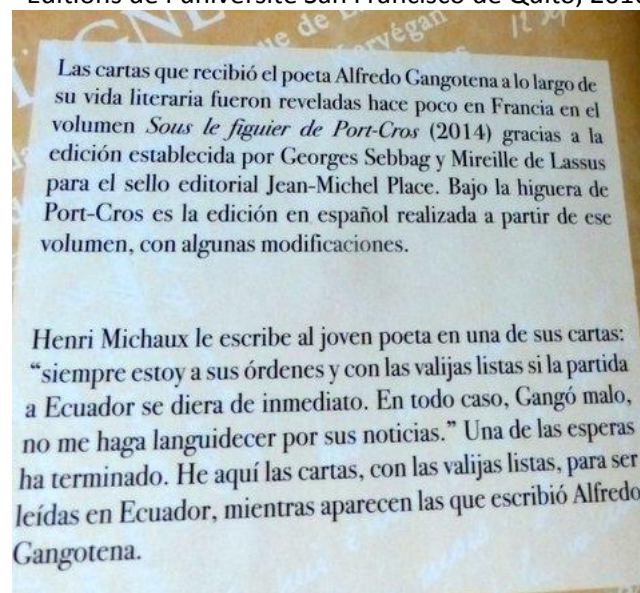 Editions de l'université San Francisco de Quito, 2016
GNE
de
Kervégan
Las cartas que recibió el poeta Alfredo Gangotena a lo largo de
su vida literaria fueron reveladas hace poco en Francia en el
volumen Sous le figuier de Port-Cros (2014) gracias a la
edición establecida por Georges Sebbag y Mireille de Lassus
para el sello editorial Jean-Michel Place. Bajo la higuera de
Port-Cros es la edición en español realizada a partir de ese
volumen, con algunas modificaciones.
Henri Michaux le escribe al joven poeta en una de sus cartas:
“siempre estoy a sus órdenes y con las valijas listas si la partida
a Ecuador se diera de inmediato. En todo caso, Gangó malo,
no me haga languidecer por sus noticias.” Una de las esperas
ha terminado. He aquí las cartas, con las valijas listas, para ser
leídas en Ecuador, mientras aparecen las que escribió Alfredo
Gangotena.